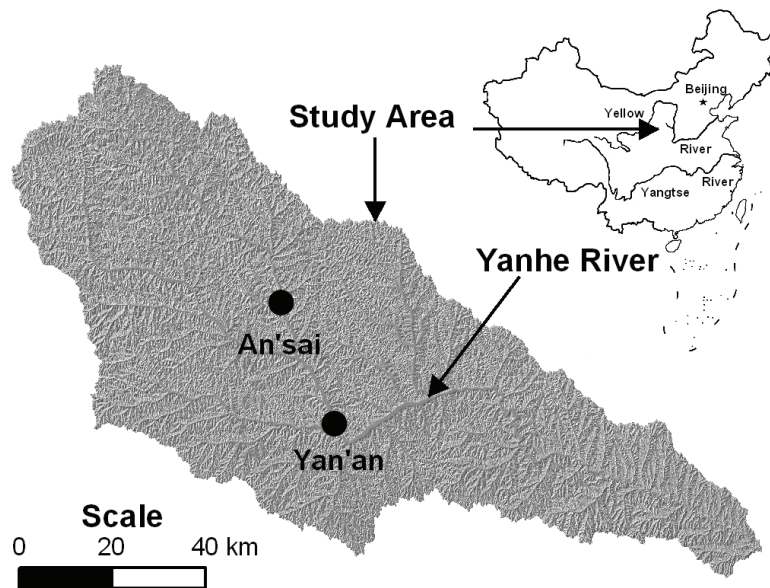 Beijing
Yellow
Study Area
River
River
Yangtse
Yanhe River
An'sai
Yan'an
Scale
0 20 40 km